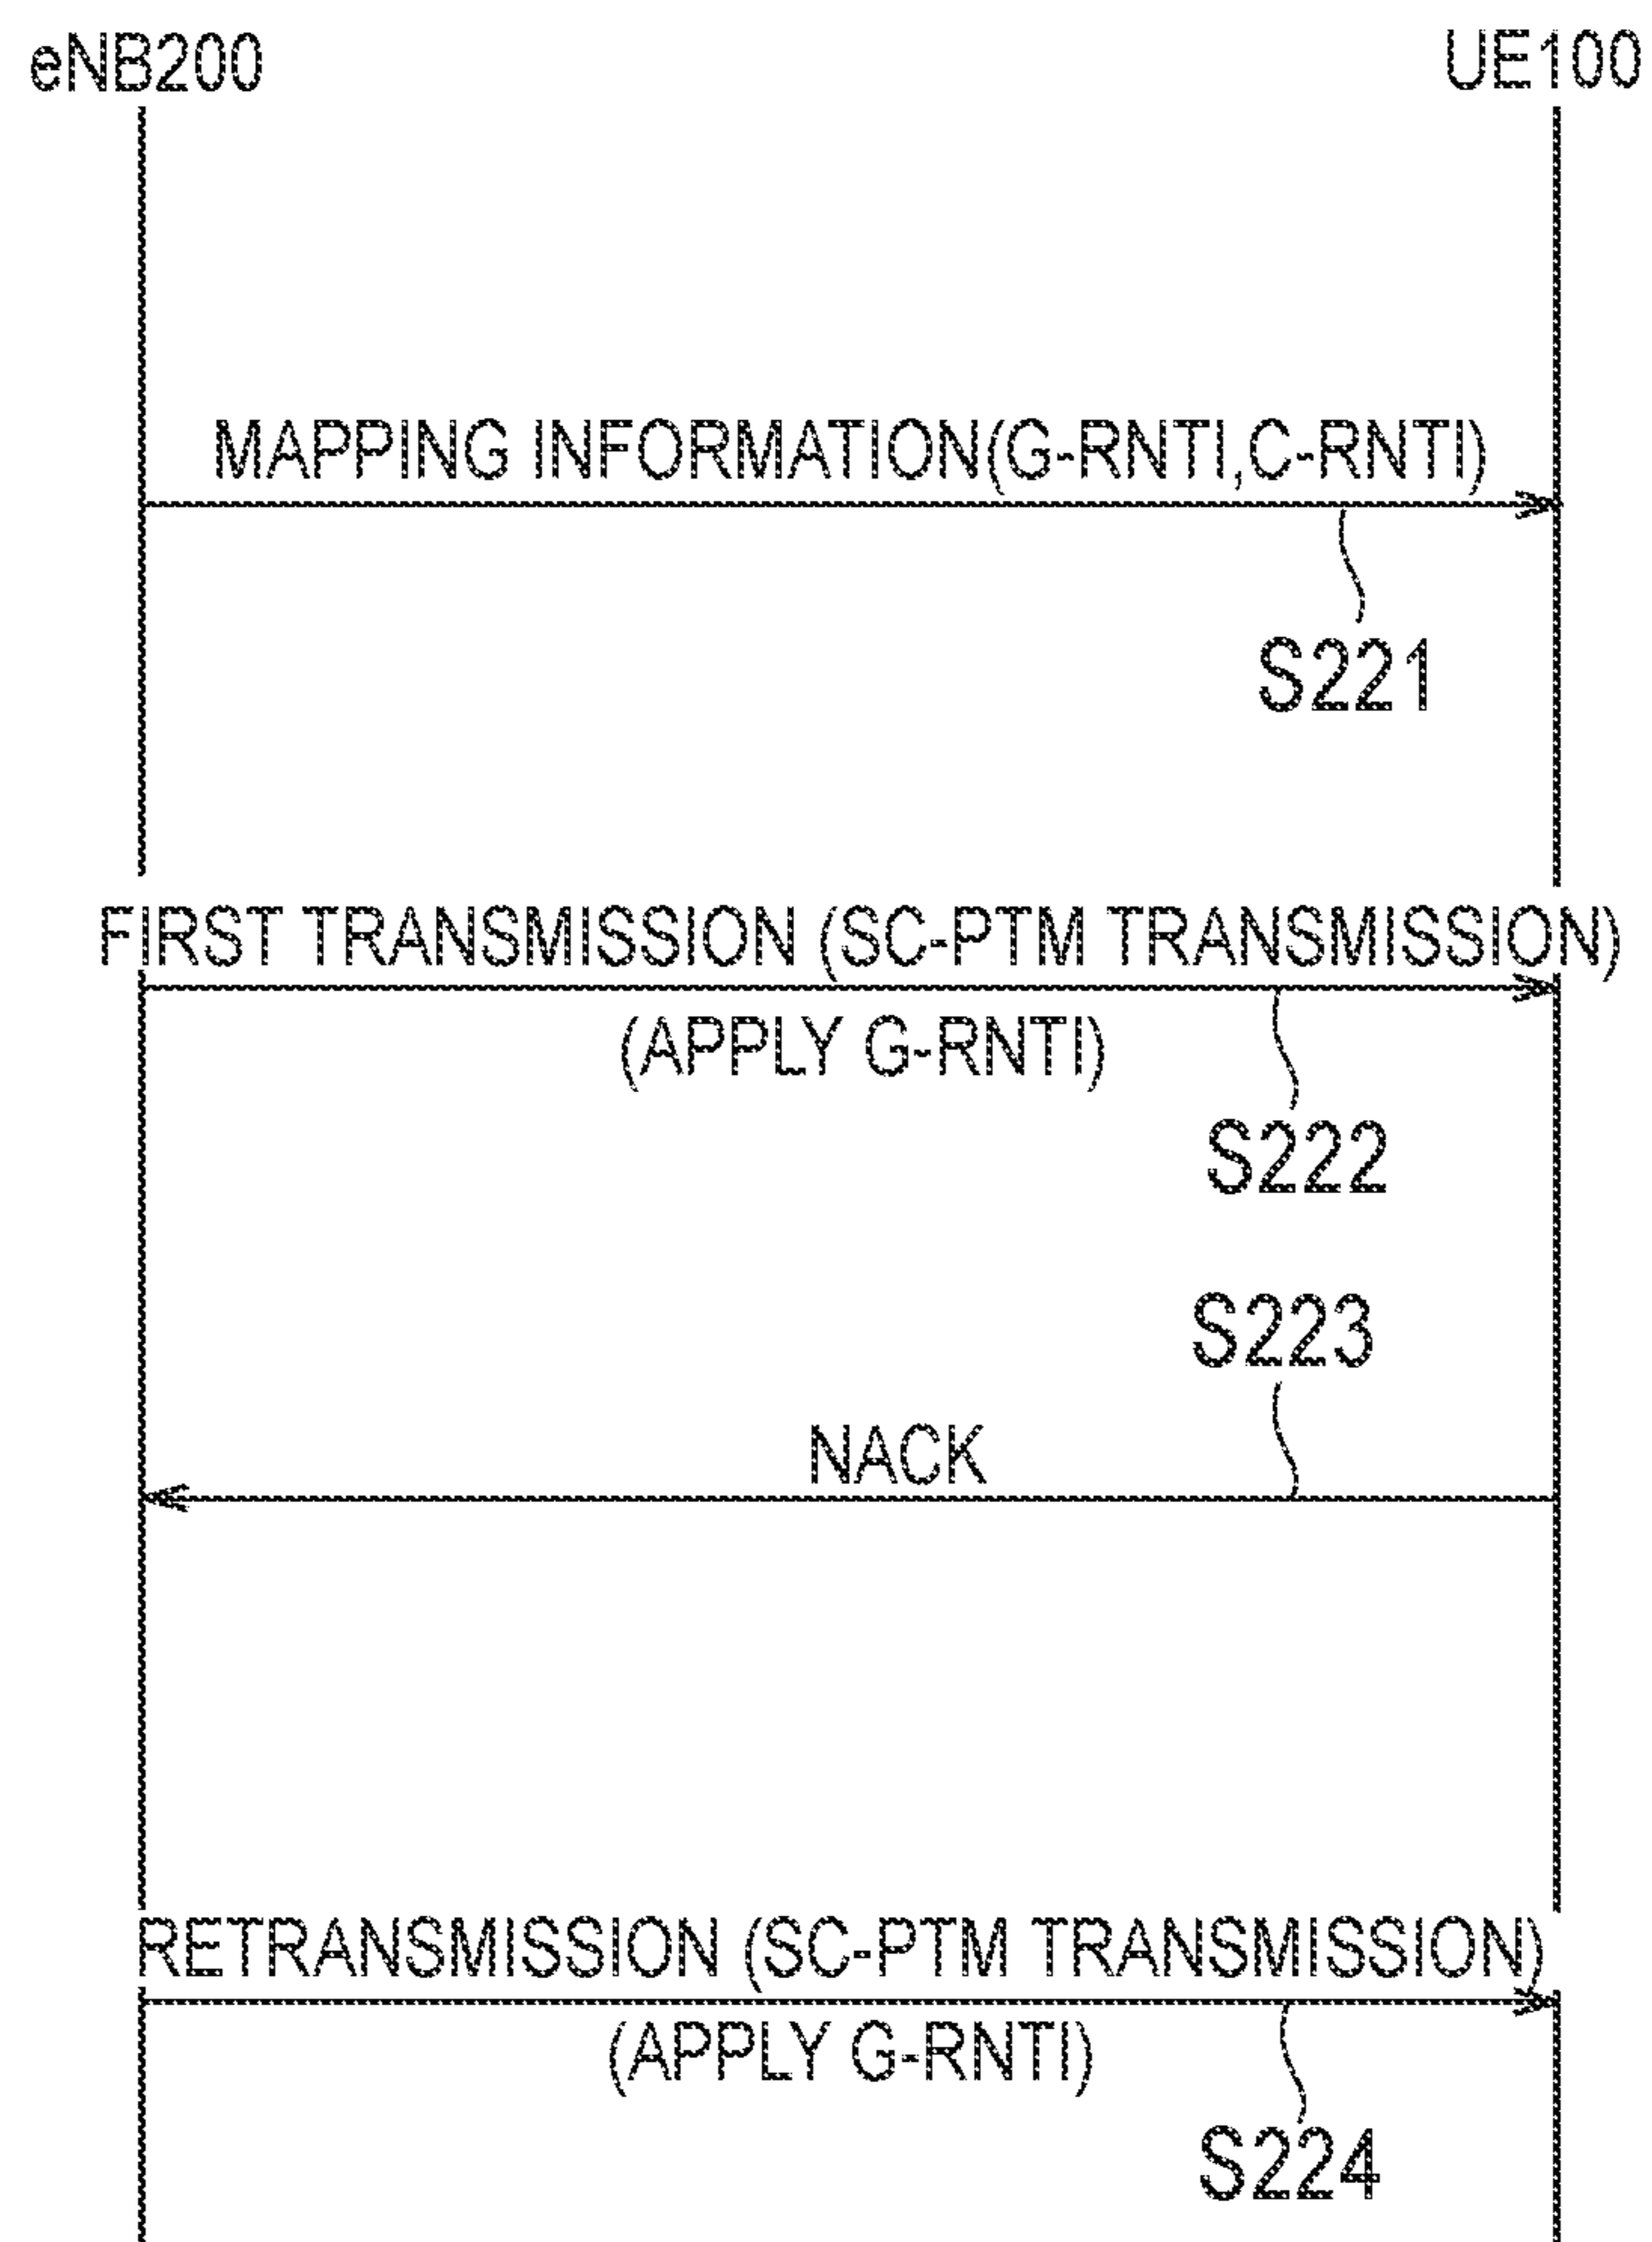 eNB200
UE100
MAPPING INFORMATION(G-RNTI,C-RNTI)
S221
FIRST TRANSMISSION (SC-PTM TRANSMISSION)
(APPLY G-RNTI)
S222
S223
NACK
RETRANSMISSION (SC-PTM TRANSMISSION)
(APPLY G-RNTI)
S224